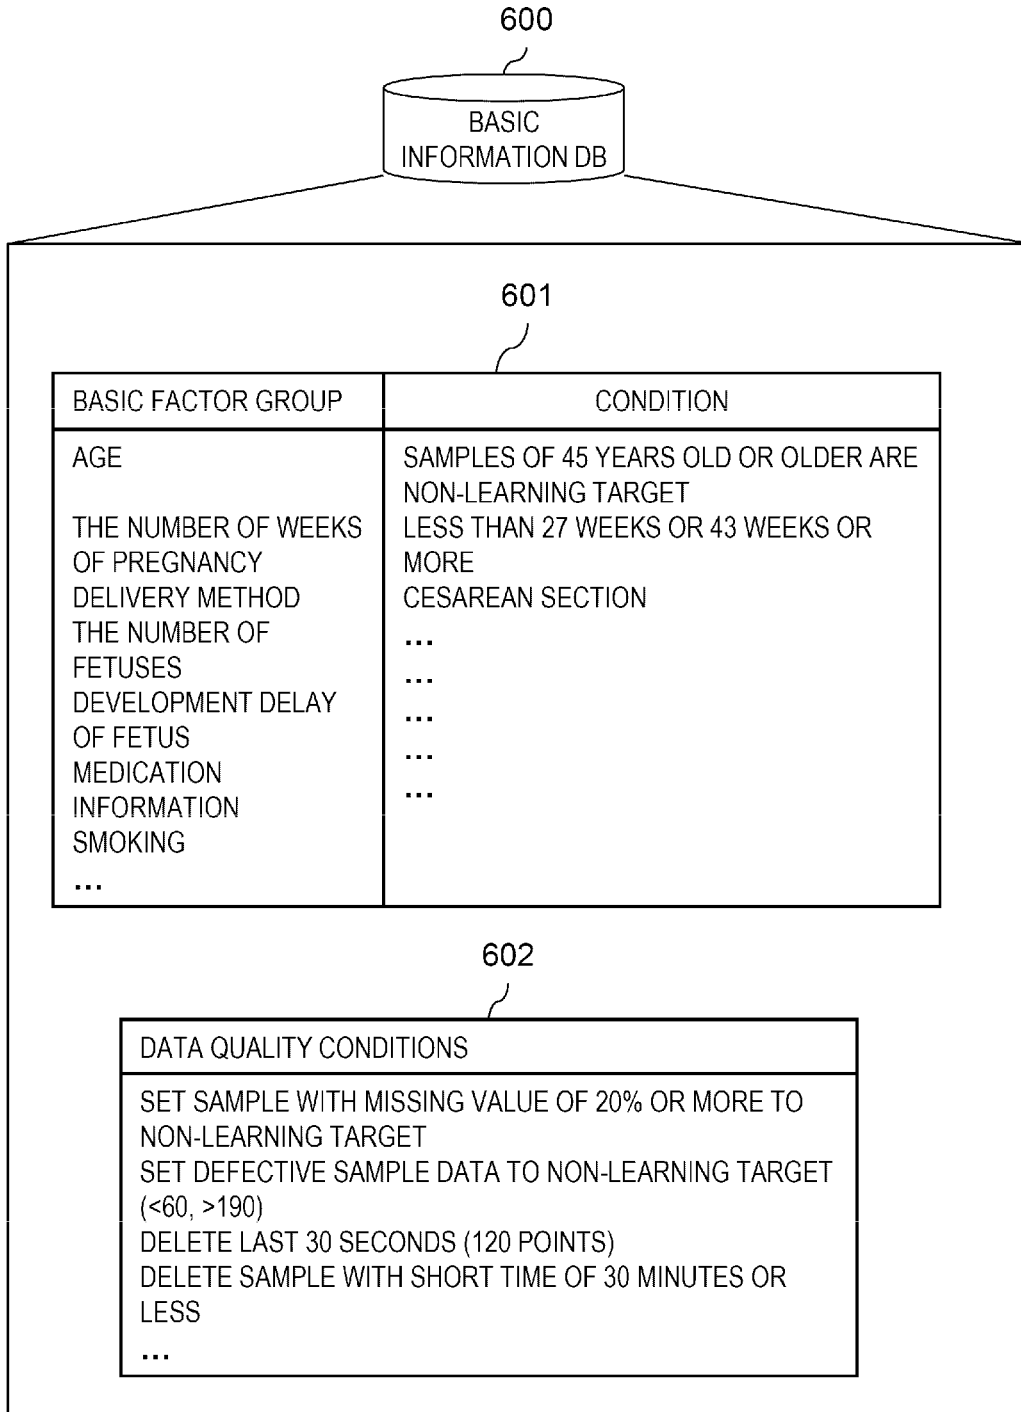 600
BASIC
INFORMATION DB
601
BASIC FACTOR GROUP
CONDITION
AGE
SAMPLES OF 45 YEARS OLD OR OLDER ARE
NON-LEARNING TARGET
THE NUMBER OF WEEKS
OF PREGNANCY
LESS THAN 27 WEEKS OR 43 WEEKS OR
MORE
DELIVERY METHOD
CESAREAN SECTION
THE NUMBER OF
FETUSES
...
...
DEVELOPMENT DELAY
OF FETUS
...
...
MEDICATION
INFORMATION
...
SMOKING
...
602
DATA QUALITY CONDITIONS
SET SAMPLE WITH MISSING VALUE OF 20% OR MORE TO
NON-LEARNING TARGET
SET DEFECTIVE SAMPLE DATA TO NON-LEARNING TARGET
(<60, >190)
DELETE LAST 30 SECONDS (120 POINTS)
DELETE SAMPLE WITH SHORT TIME OF 30 MINUTES OR
LESS
...